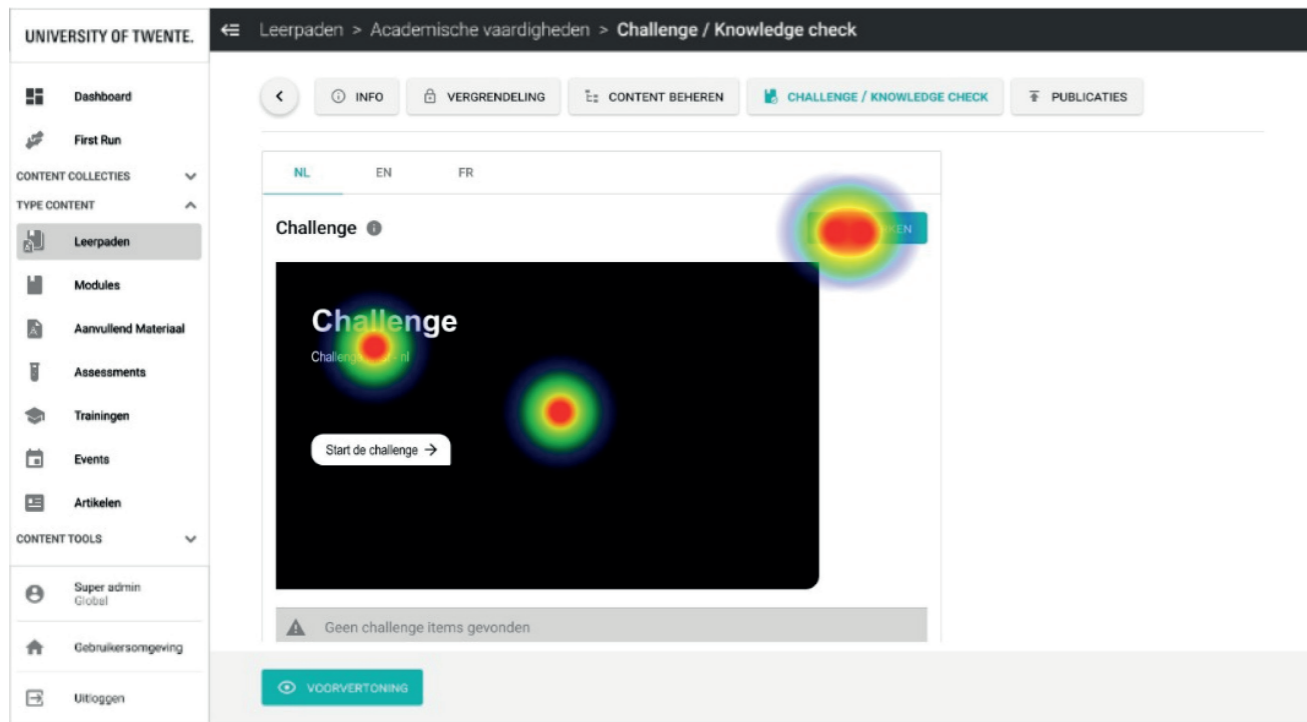 UNIVERSITY OF TWENTE.
Leerpaden > Academische vaardigheden > Challenge / Knowledge check
Dashboard
First Run
CONTENT COLLECTIES
TYPE CONTENT
Leerpaden
Modules
Aanvullend Materiaal
Assessments
Trainingen
Events
Artikelen
CONTENT TOOLS
Super admin
Global
Gebruikersomgeving
Uitloggen
INFO
VERGRENDELING
CONTENT BEHEREN
CHALLENGE / KNOWLEDGE CHECK
PUBLICATIES
NL
EN
FR
Challenge
Challenge
nl
Start de challenge
Geen challenge items gevonden
VOORVERTONING